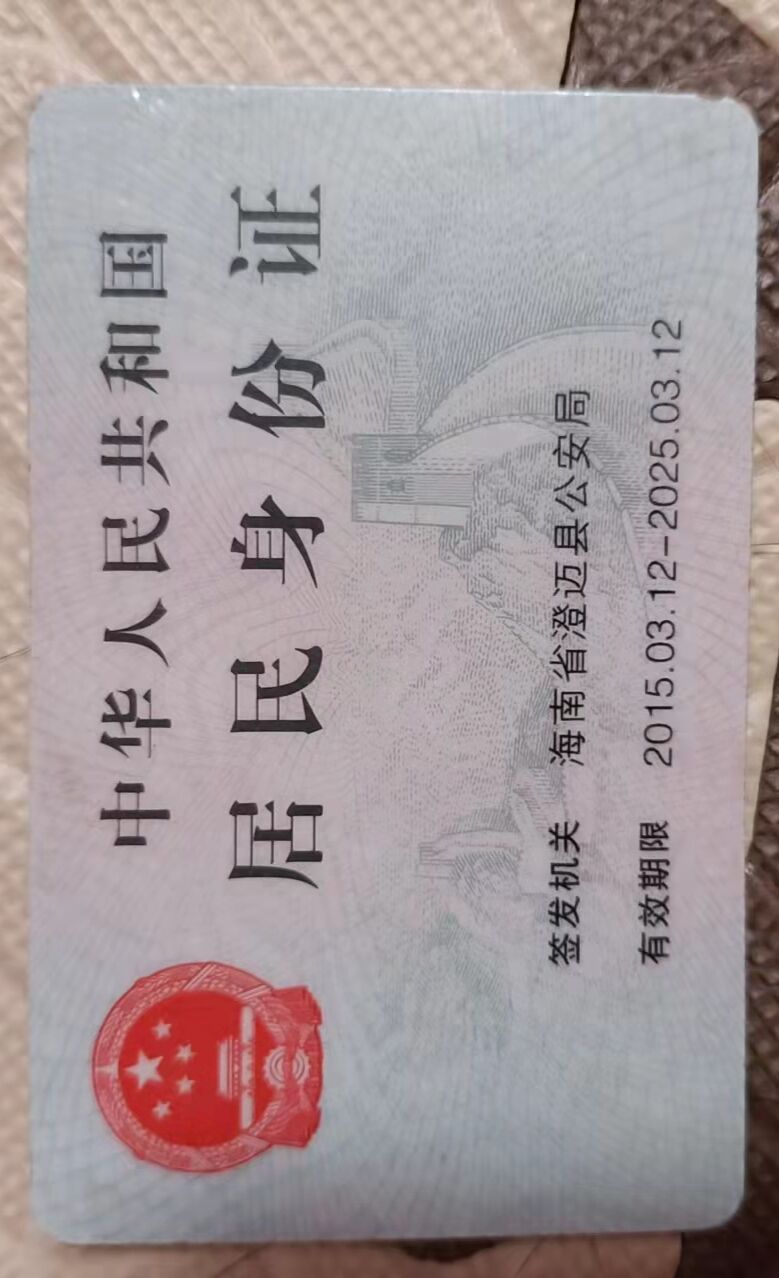 中华人民共和国
居民身份证
签发机关 海南省澄迈县公安局
有效期限 2015.03.12-2025.03.12